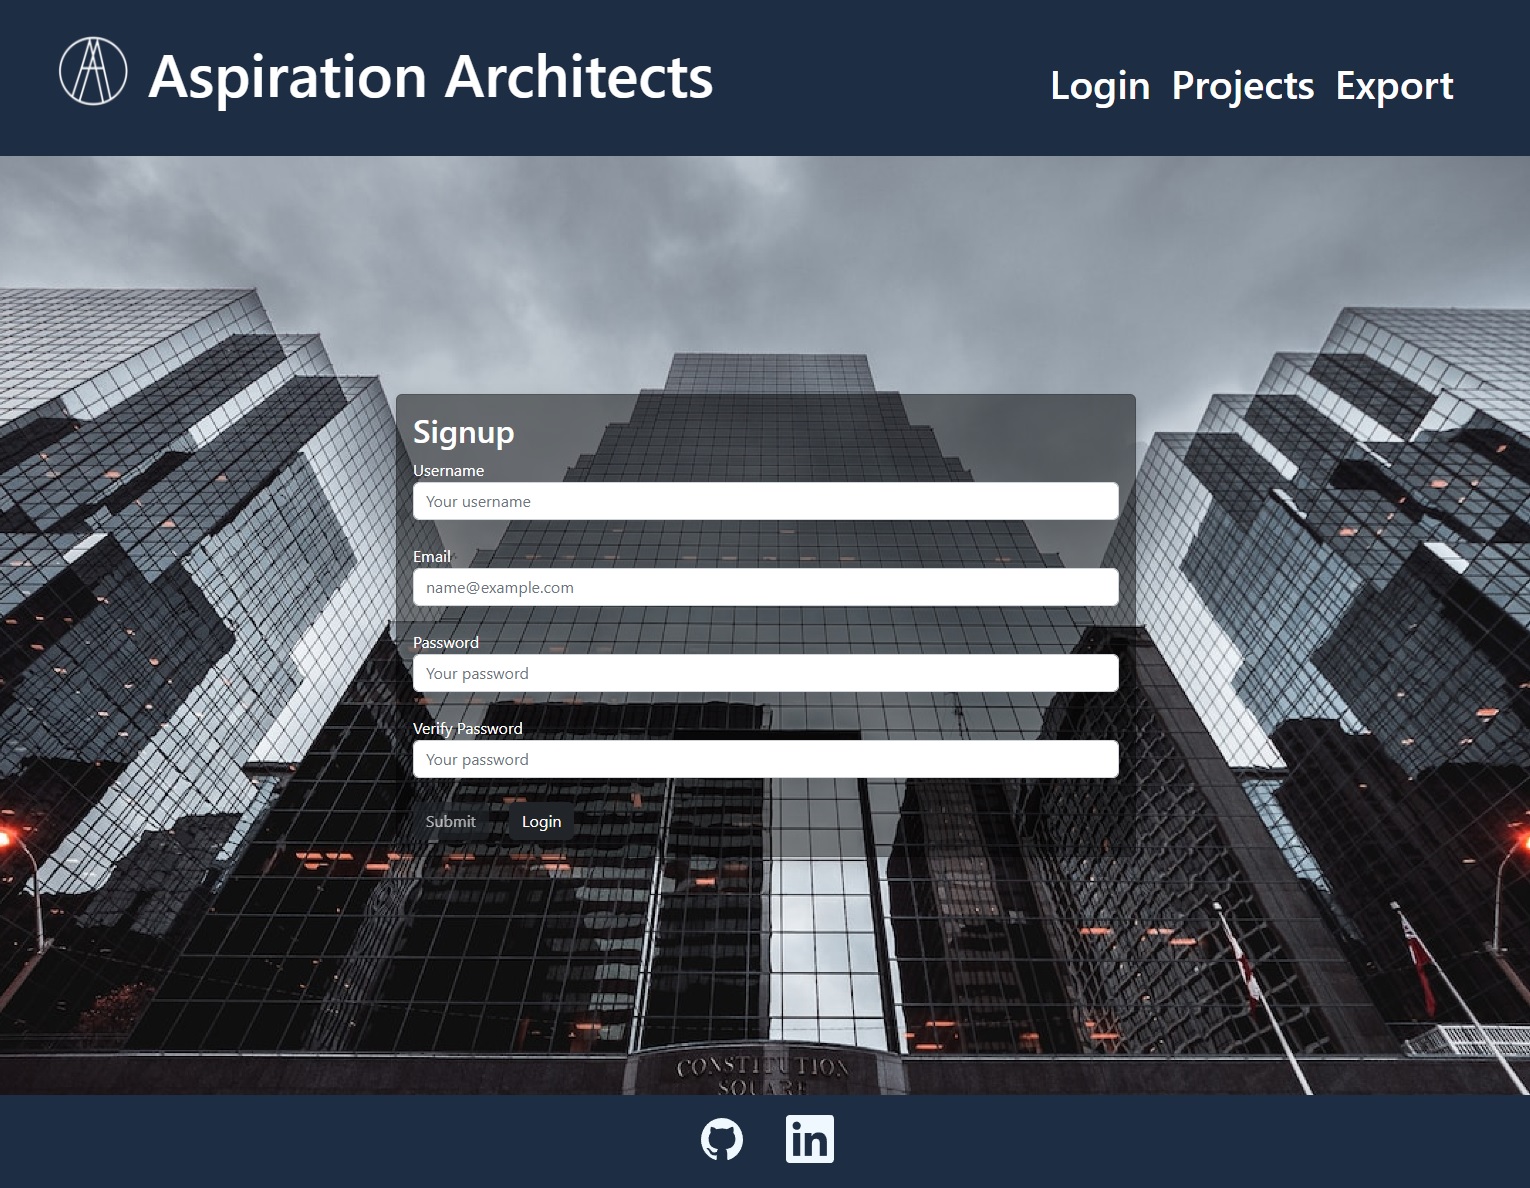 Aspiration Architects
Login Projects Export
Signup
Username
Your username
Email
name@example.com
Password
Your password
Verify Password
Your password
Submit Login
CONSTITUTION
SQUARE
in